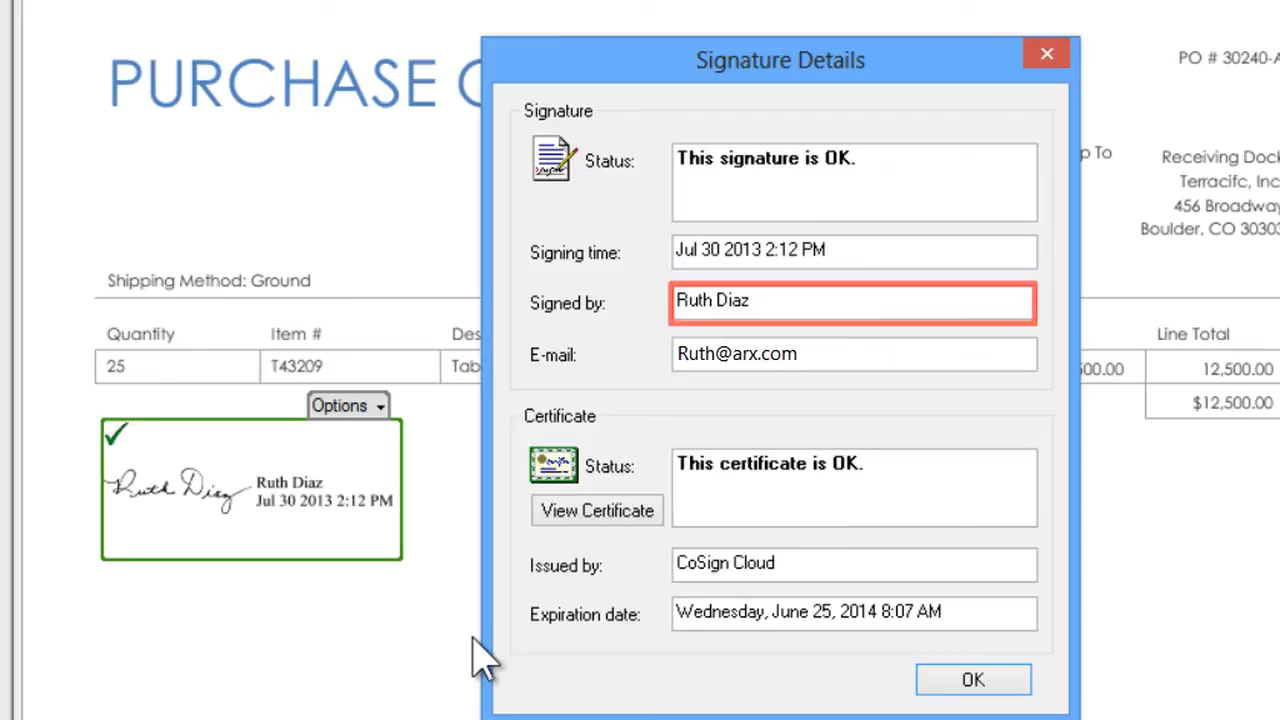 PURCHASE
Signature Details
PO # 30240-A
Signature
Status:
This signature is OK.
p To
Receiving Dock
Terracifc, Inc
456 Broadway
Boulder, CO 30303
Signing time:
Jul 30 2013 2:12 PM
Shipping Method: Ground
Signed by:
Ruth Diaz
Quantity
Item #
Des
Line Total
E-mail:
Ruth@arx.com
25
T43209
Tab
500.00
12,500.00
$12,500.00
Options
Certificate
Ruth Diaz
Ruth Diaz
Jul 30 2013 2:12 PM
Status:
This certificate is OK.
View Certificate
Issued by:
CoSign Cloud
Expiration date:
Wednesday, June 25, 2014 8:07 AM
OK